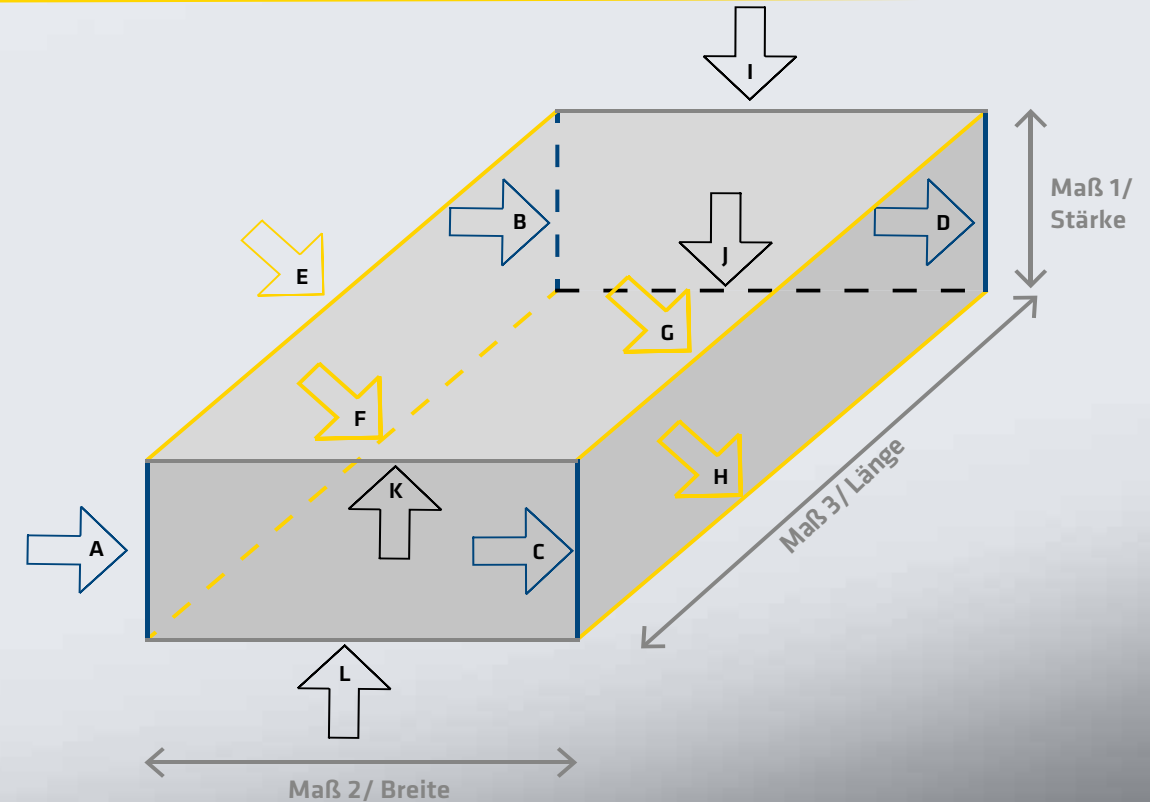 I
Maß 1/
Stärke
B
D
J
E
G
F
H
K
Maß 3/ Länge
A
C
L
Maß 2/ Breite